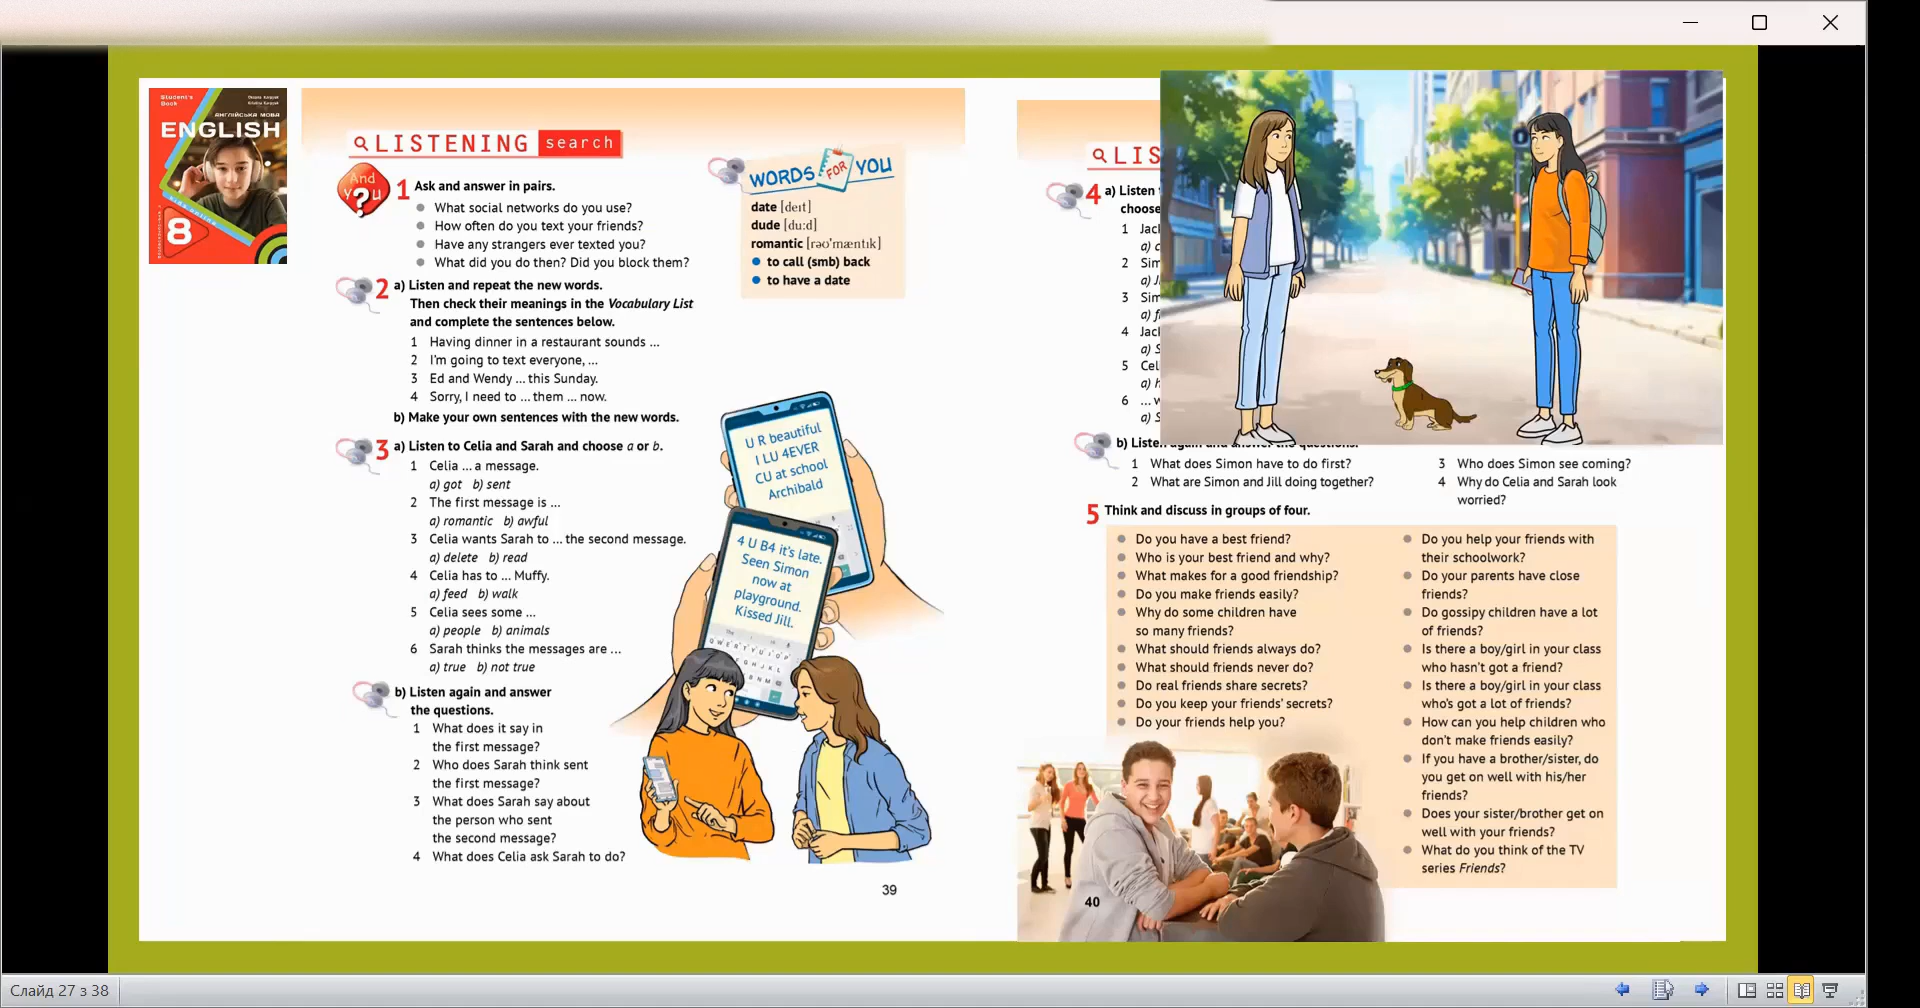 Student's
Book
АНГЛІЙСЬКА МОВА
ENGLISH
8
LISTENING search
And
y?u
1 Ask and answer in pairs.
What social networks do you use?
How often do you text your friends?
Have any strangers ever texted you?
What did you do then? Did you block them?
WORDS FOR YOU
date [deɪt]
dude [duːd]
romantic [rəʊˈmæntɪk]
to call (smb) back
to have a date
2 a) Listen and repeat the new words.
Then check their meanings in the Vocabulary List
and complete the sentences below.
1 Having dinner in a restaurant sounds ...
2 I'm going to text everyone, ...
3 Ed and Wendy ... this Sunday.
4 Sorry, I need to ... them ... now.
b) Make your own sentences with the new words.
3 a) Listen to Celia and Sarah and choose a or b.
1 Celia ... a message.
a) got b) sent
2 The first message is ...
a) romantic b) awful
3 Celia wants Sarah to ... the second message.
a) delete b) read
4 Celia has to ... Muffy.
a) feed b) walk
5 Celia sees some ...
a) people b) animals
6 Sarah thinks the messages are ...
a) true b) not true
b) Listen again and answer
the questions.
1 What does it say in
the first message?
2 Who does Sarah think sent
the first message?
3 What does Sarah say about
the person who sent
the second message?
4 What does Celia ask Sarah to do?
U R beautiful
I LU 4EVER
CU at school
Archibald
4 U B4 it's late.
Seen Simon
now at
playground.
Kissed Jill.
39
LIS
4 a) Listen
choose
1 Jack
a)
2 Sim
a)
3 Sim
a)
4 Jack
a)
5 Cel
a)
6 ...
a)
b) Listen again and answer the questions.
1 What does Simon have to do first?
2 What are Simon and Jill doing together?
3 Who does Simon see coming?
4 Why do Celia and Sarah look
worried?
5 Think and discuss in groups of four.
Do you have a best friend?
Who is your best friend and why?
What makes for a good friendship?
Do you make friends easily?
Why do some children have
so many friends?
What should friends always do?
What should friends never do?
Do real friends share secrets?
Do you keep your friends' secrets?
Do your friends help you?
Do you help your friends with
their schoolwork?
Do your parents have close
friends?
Do gossipy children have a lot
of friends?
Is there a boy/girl in your class
who hasn't got a friend?
Is there a boy/girl in your class
who's got a lot of friends?
How can you help children who
don't make friends easily?
If you have a brother/sister, do
you get on well with his/her
friends?
Does your sister/brother get on
well with your friends?
What do you think of the TV
series Friends?
40
Слайд 27 з 38